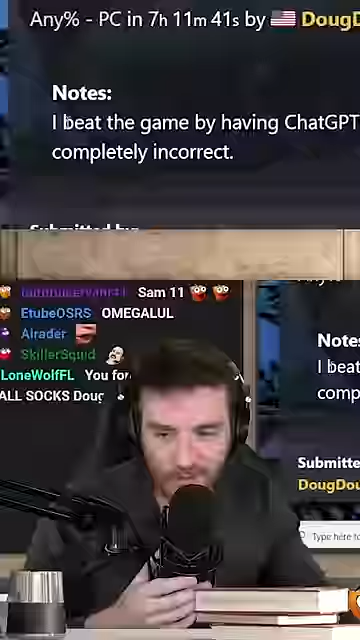 Any% - PC in 7h 11m 41s by DougD
Notes:
I beat the game by having ChatGPT
completely incorrect.
Sam 11
EtubeOSRS OMEGALUL
Alrader
SkillerSquid
LoneWolfFL You for
ALL SOCKS Doug
Notes
I beat
comp
Submitte
DougDou
Type here to